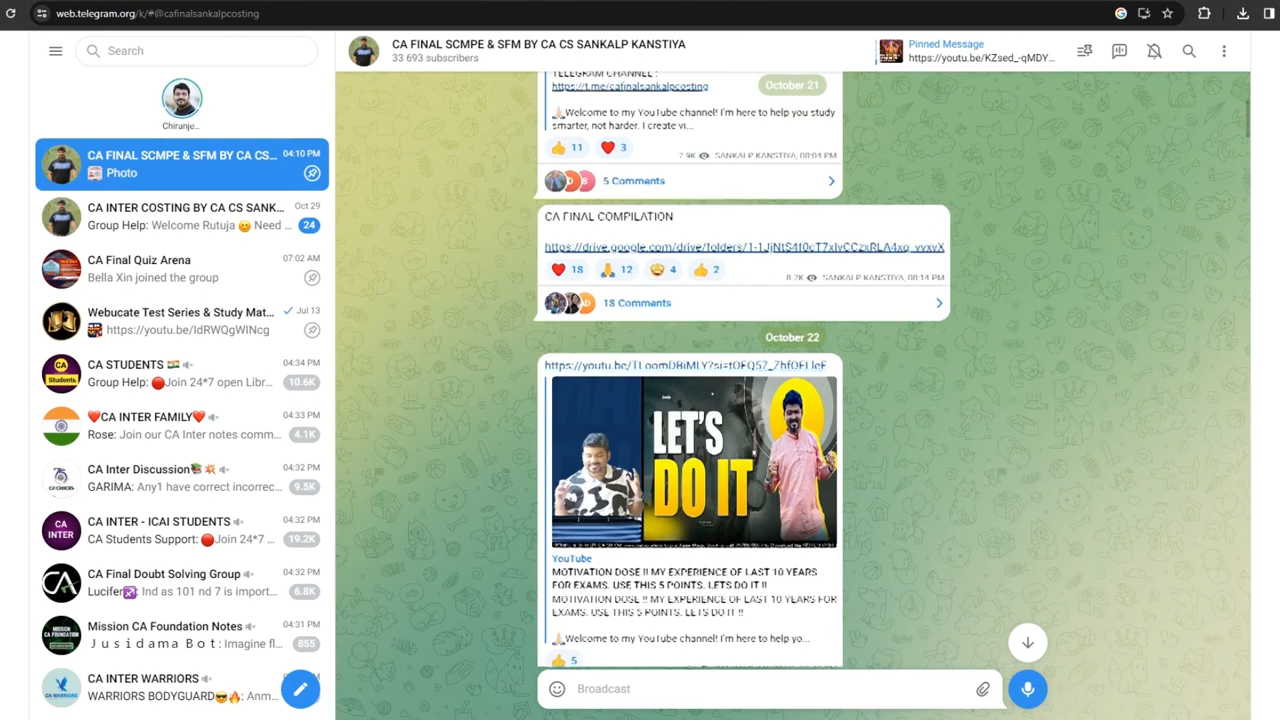 web.telegram.org/k/#@cafinalsankalpcosting
Search
Chiranje...
CA FINAL SCMPE & SFM BY CA CS... 04:10 PM
Photo
CA INTER COSTING BY CA CS SANK... Oct 29
Group Help: Welcome Rutuja 😊 Need ... 24
CA Final Quiz Arena 07:02 AM
Bella Xin joined the group
Webucate Test Series & Study Mat... Jul 13
https://youtu.be/IdRWQgWINcg
CA Students
CA STUDENTS 🇮🇳 04:34 PM
Group Help: 🔴Join 24*7 open Libr... 10.6K
❤️CA INTER FAMILY❤️ 04:33 PM
Rose: Join our CA Inter notes comm... 4.1K
CA Inter Discussion📚💥 04:32 PM
GARIMA: Any1 have correct incorrec... 9.5K
CA INTER
CA INTER - ICAI STUDENTS 04:32 PM
CA Students Support: 🔴Join 24*7 ... 19.2K
CA Final Doubt Solving Group 04:32 PM
Lucifer♐: Ind as 101 nd 7 is import... 6.8K
Mission CA Foundation Notes 04:31 PM
J u s i d a m a B o t : Imagine fl... 855
CA INTER WARRIORS
WARRIORS BODYGUARD😎🔥: Anm...
CA FINAL SCMPE & SFM BY CA CS SANKALP KANSTIYA
33 693 subscribers
Pinned Message
https://youtu.be/KZsed_-qMDY...
TELEGRAM CHANNEL :
October 21
https://t.me/cafinalsankalpcosting
🙏🏻Welcome to my YouTube channel! I'm here to help you study
smarter, not harder. I create vi...
👍 11 ❤️ 3
7.9K SANKALP KANSTIYA, 08:04 PM
5 Comments
CA FINAL COMPILATION
https://drive.google.com/drive/folders/
❤️ 18 🙏 12 4 👍 2
8.2K SANKALP KANSTIYA, 08:14 PM
18 Comments
October 22
https://youtu.be/
LET'S
DO IT
YouTube
MOTIVATION DOSE !! MY EXPERIENCE OF LAST 10 YEARS
FOR EXAMS. USE THIS 5 POINTS. LETS DO IT !!
MOTIVATION DOSE !! MY EXPERIENCE OF LAST 10 YEARS FOR
EXAMS. USE THIS 5 POINTS. LETS DO IT !!
🙏🏻Welcome to my YouTube channel! I'm here to help yo...
👍 5
Broadcast